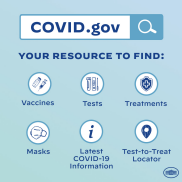 COVID.gov
YOUR RESOURCE TO FIND:
Vaccines
Tests
Treatments
Masks
Latest
COVID-19
Information
Test-to-Treat
Locator